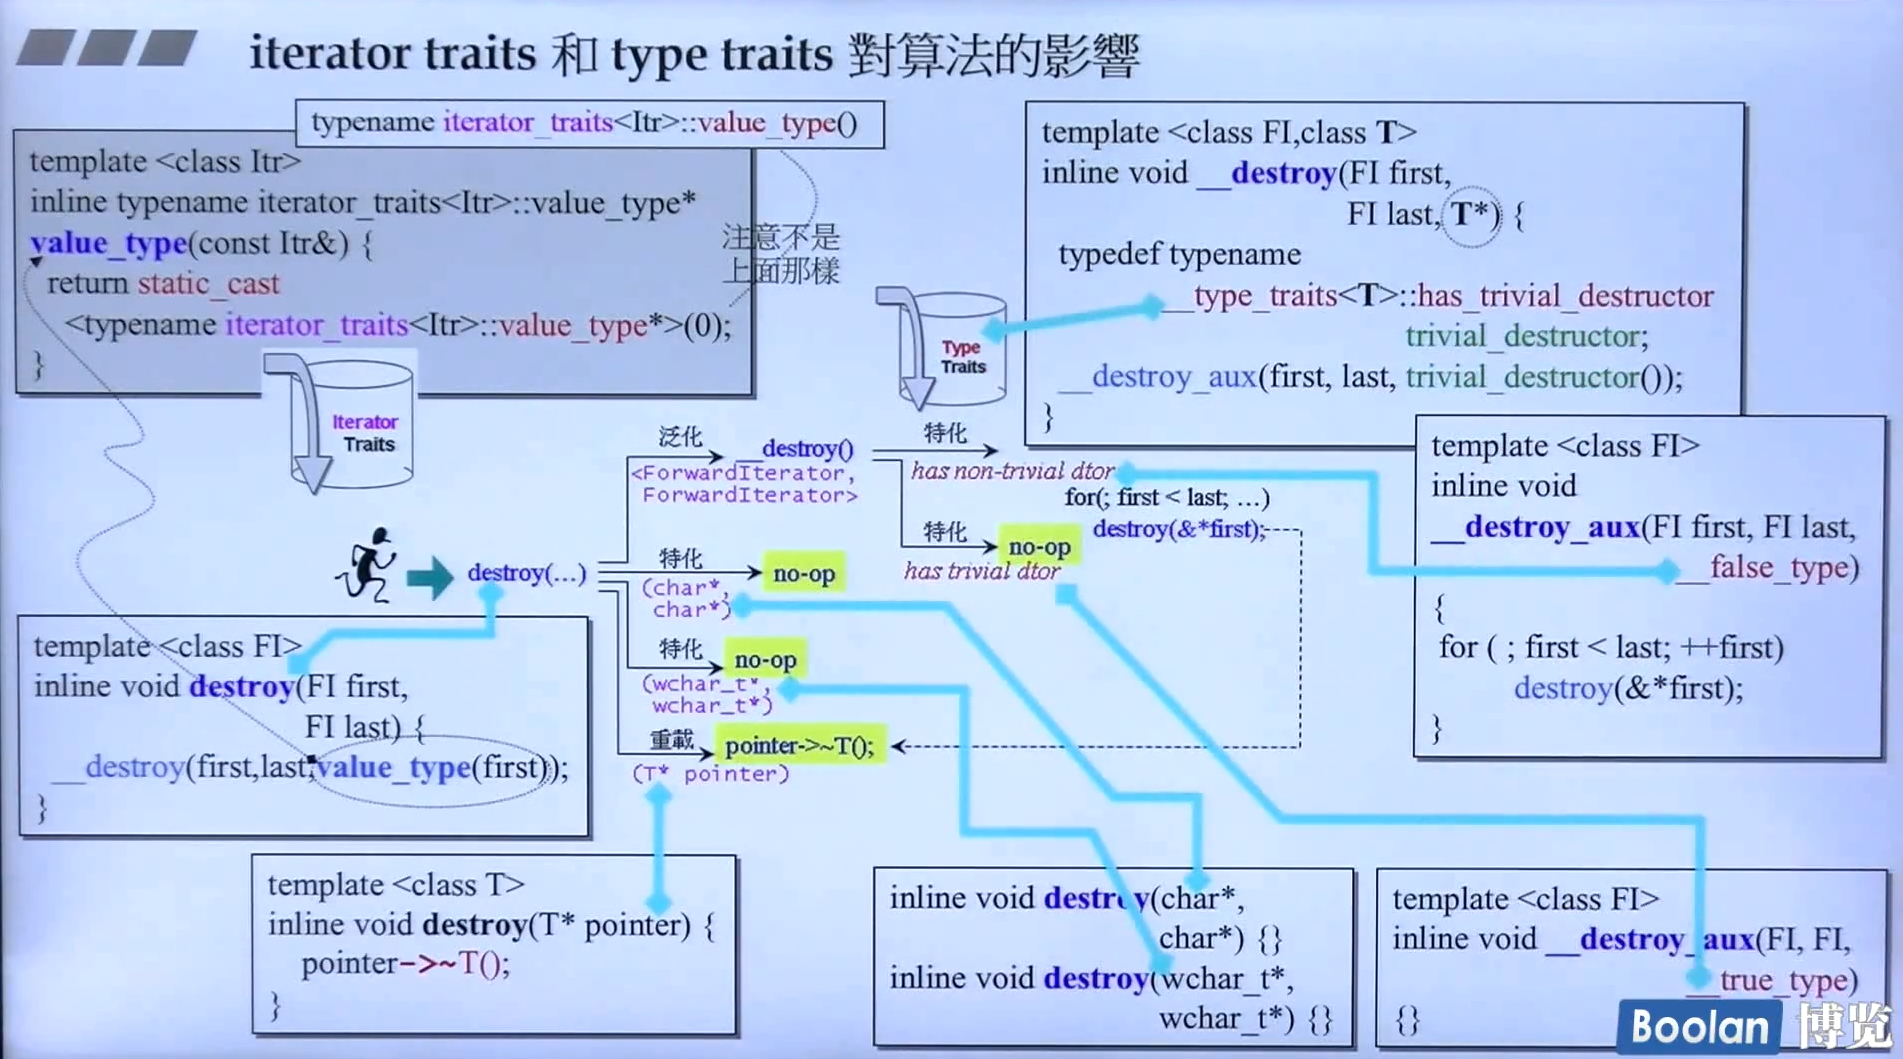 iterator traits 和 type traits 對算法的影響
typename iterator_traits<Itr>::value_type()
template <class Itr>
inline typename iterator_traits<Itr>::value_type*
value_type(const Itr&) {
return static_cast
<typename iterator_traits<Itr>::value_type*>(0);
}
注意不是
上面那樣
Iterator
Traits
Type
Traits
template <class FI,class T>
inline void __destroy(FI first,
FI last, T*) {
typedef typename
__type_traits<T>::has_trivial_destructor
trivial_destructor;
__destroy_aux(first, last, trivial_destructor());
}
template <class FI>
inline void
__destroy_aux(FI first, FI last,
__false_type)
{
for ( ; first < last; ++first)
destroy(&*first);
}
destroy(…)
泛化
__destroy()
<ForwardIterator,
ForwardIterator>
特化
has non-trivial dtor
for(; first < last; …)
destroy(&*first);
特化
no-op
has trivial dtor
特化
no-op
(char*,
char*)
特化
no-op
(wchar_t*,
wchar_t*)
重載
pointer->~T();
(T* pointer)
template <class FI>
inline void destroy(FI first,
FI last) {
__destroy(first,last,value_type(first));
}
template <class T>
inline void destroy(T* pointer) {
pointer->~T();
}
inline void destroy(char*,
char*) {}
inline void destroy(wchar_t*,
wchar_t*) {}
template <class FI>
inline void __destroy_aux(FI, FI,
__true_type)
{}
Boolan 博览